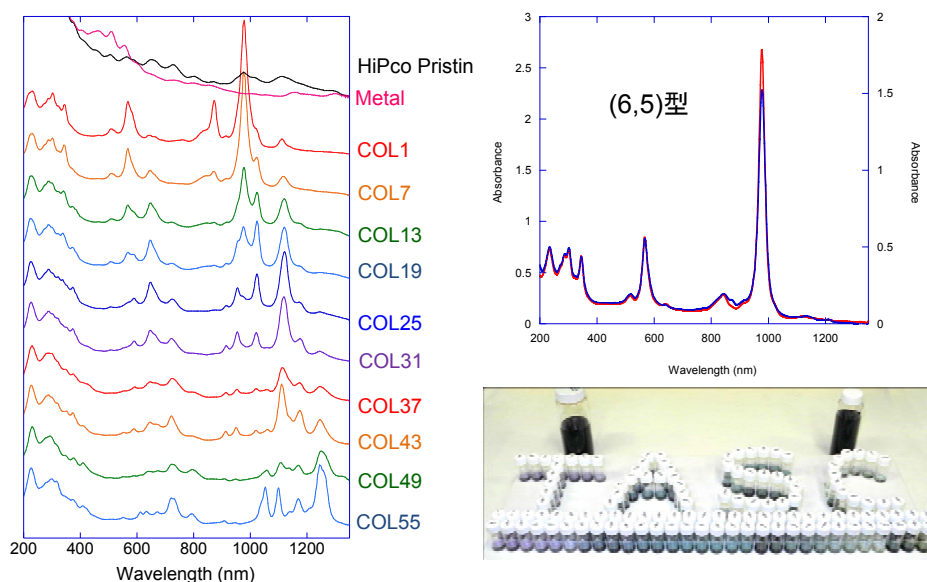 HiPco Pristin
Metal
COL1
COL7
COL13
COL19
COL25
COL31
COL37
COL43
COL49
COL55
200 400 600 800 1000 1200
Wavelength (nm)
3
2.5
2
1.5
1
0.5
0
2
1.5
1
0.5
0
Absorbance
Absorbance
(6,5)型
200 400 600 800 1000 1200
Wavelength (nm)
TASC